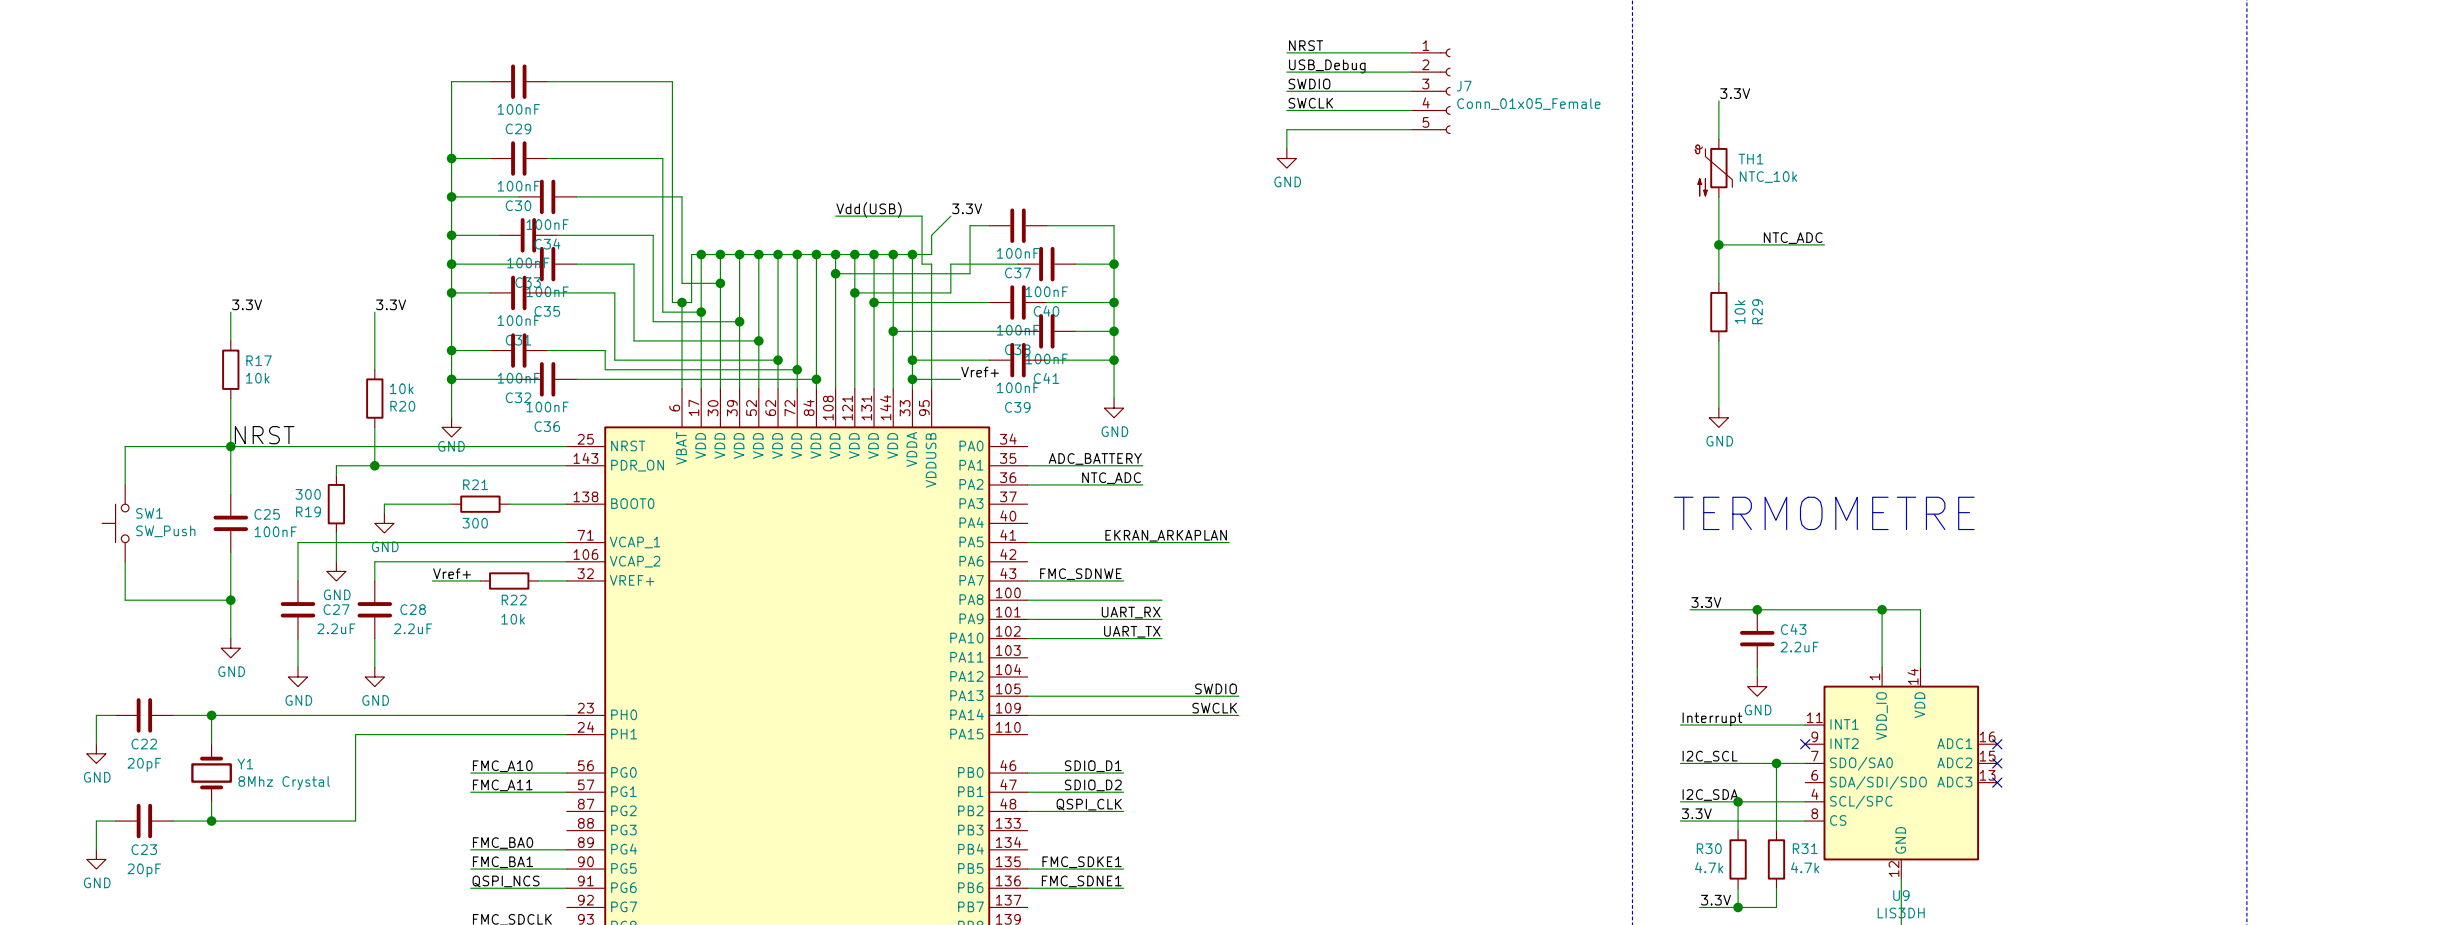 NRST 1
USB_Debug 2
SWDIO 3
SWCLK 4
5
J7
Conn_01x05_Female
GND
100nF
C29
100nF
C30
100nF
C34
100nF
C33
100nF
C35
100nF
C31
100nF
C32
100nF
C36
GND
Vdd(USB)
3.3V
100nF
C37
100nF
C40
100nF
C38
100nF
C41
100nF
C39
Vref+
GND
3.3V
R17
10k
3.3V
10k
R20
NRST
SW1
SW_Push
C25
100nF
GND
300
R19
GND
R21
300
GND
C27
2.2uF
GND
C28
2.2uF
GND
Vref+
R22
10k
C22
20pF
GND
Y1
8Mhz Crystal
C23
20pF
GND
6 VBAT
17 VDD
30 VDD
39 VDD
52 VDD
62 VDD
72 VDD
84 VDD
108 VDD
121 VDD
131 VDD
144 VDD
33 VDDA
95 VDDUSB
25 NRST
143 PDR_ON
138 BOOT0
71 VCAP_1
106 VCAP_2
32 VREF+
23 PH0
24 PH1
FMC_A10 56 PG0
FMC_A11 57 PG1
87 PG2
88 PG3
FMC_BA0 89 PG4
FMC_BA1 90 PG5
QSPI_NCS 91 PG6
92 PG7
FMC_SDCLK 93 PG8
PA0 34
PA1 35 ADC_BATTERY
PA2 36 NTC_ADC
PA3 37
PA4 40
PA5 41 EKRAN_ARKAPLAN
PA6 42
PA7 43 FMC_SDNWE
PA8 100
PA9 101 UART_RX
PA10 102 UART_TX
PA11 103
PA12 104
PA13 105 SWDIO
PA14 109 SWCLK
PA15 110
PB0 46 SDIO_D1
PB1 47 SDIO_D2
PB2 48 QSPI_CLK
PB3 133
PB4 134
PB5 135 FMC_SDKE1
PB6 136 FMC_SDNE1
PB7 137
PB8 139
3.3V
TH1
NTC_10k
NTC_ADC
10k
R29
GND
TERMOMETRE
3.3V
C43
2.2uF
GND
1 VDD_IO
14 VDD
Interrupt 11 INT1
9 INT2
I2C_SCL 7 SDO/SA0
6 SDA/SDI/SDO
I2C_SDA 4 SCL/SPC
3.3V 8 CS
ADC1 16
ADC2 15
ADC3 13
GND 12
R30
4.7k
R31
4.7k
3.3V
U9
LIS3DH